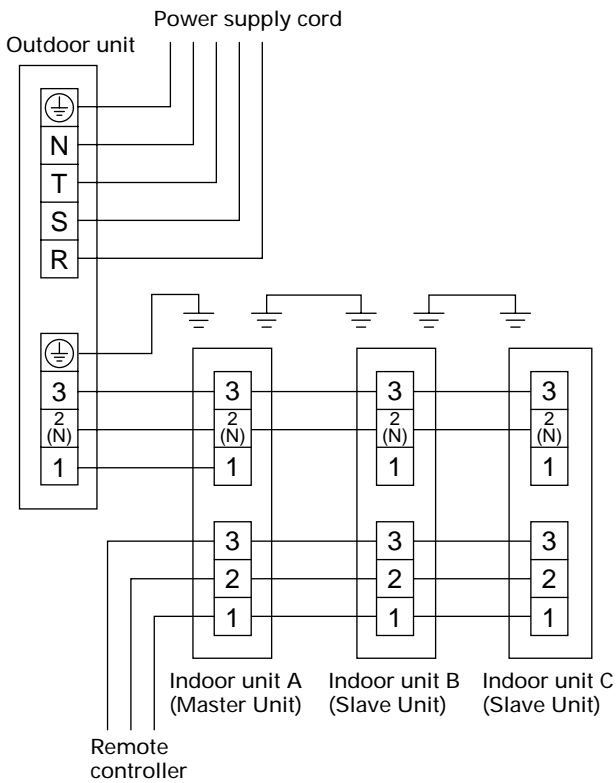 Power supply cord
Outdoor unit
N
T
S
R
3 3 3 3
2 2 2 2
(N) (N) (N) (N)
1 1 1 1
3 3 3
2 2 2
1 1 1
Indoor unit A Indoor unit B Indoor unit C
(Master Unit) (Slave Unit) (Slave Unit)
Remote
controller